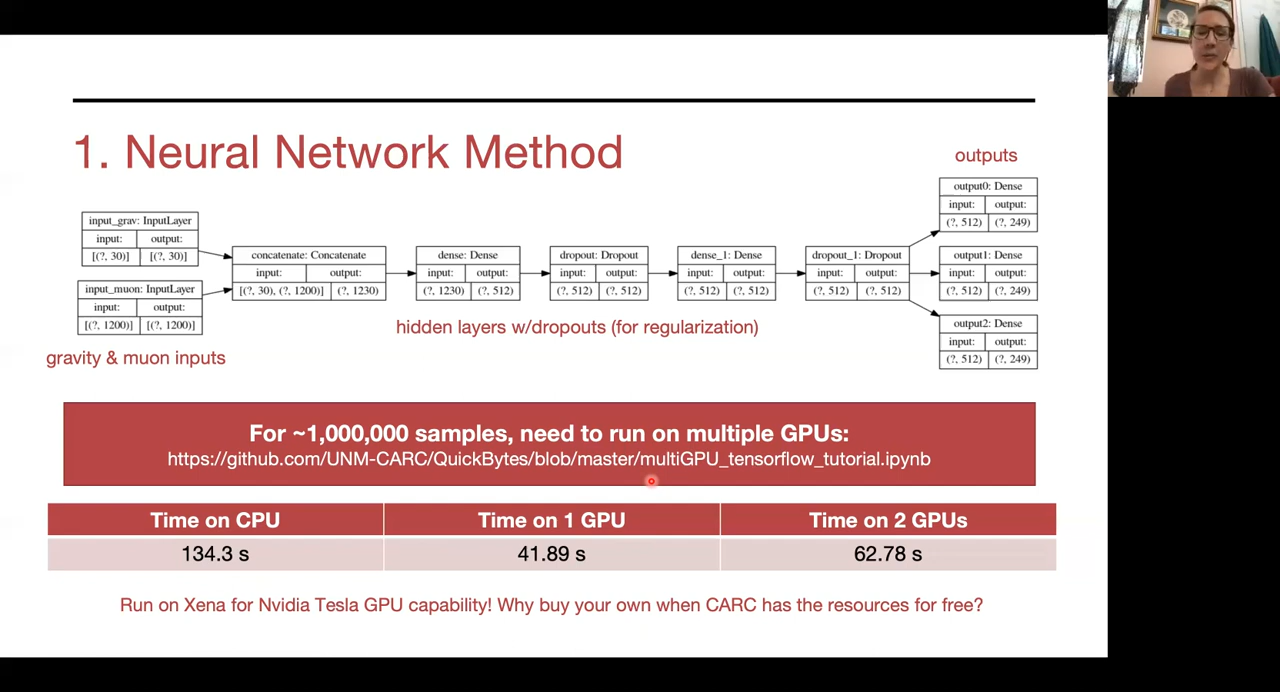 1. Neural Network Method
outputs
input_grav: InputLayer
input: output:
[(?, 30)] [(?, 30)]
input_muon: InputLayer
input: output:
[(?, 1200)] [(?, 1200)]
gravity & muon inputs
concatenate: Concatenate
input: output:
[(?, 30), (?, 1200)] (?, 1230)
dense: Dense
input: output:
(?, 1230) (?, 512)
dropout: Dropout
input: output:
(?, 512) (?, 512)
dense_1: Dense
input: output:
(?, 512) (?, 512)
dropout_1: Dropout
input: output:
(?, 512) (?, 512)
hidden layers w/dropouts (for regularization)
output0: Dense
input: output:
(?, 512) (?, 249)
output1: Dense
input: output:
(?, 512) (?, 249)
output2: Dense
input: output:
(?, 512) (?, 249)
For ~1,000,000 samples, need to run on multiple GPUs:
https://github.com/UNM-CARC/QuickBytes/blob/master/multiGPU_tensorflow_tutorial.ipynb
Time on CPU Time on 1 GPU Time on 2 GPUs
134.3 s 41.89 s 62.78 s
Run on Xena for Nvidia Tesla GPU capability! Why buy your own when CARC has the resources for free?